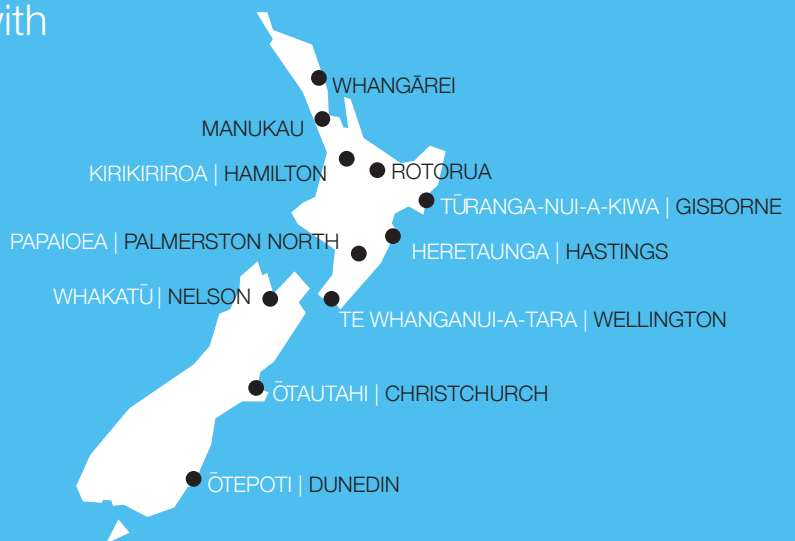 with
WHANGĀREI
MANUKAU
KIRIKIRIROA | HAMILTON
ROTORUA
TŪRANGA-NUI-A-KIWA | GISBORNE
PAPAIOEA | PALMERSTON NORTH
HERETAUNGA | HASTINGS
WHAKATŪ | NELSON
TE WHANGANUI-A-TARA | WELLINGTON
ŌTAUTAHI | CHRISTCHURCH
ŌTEPOTI | DUNEDIN